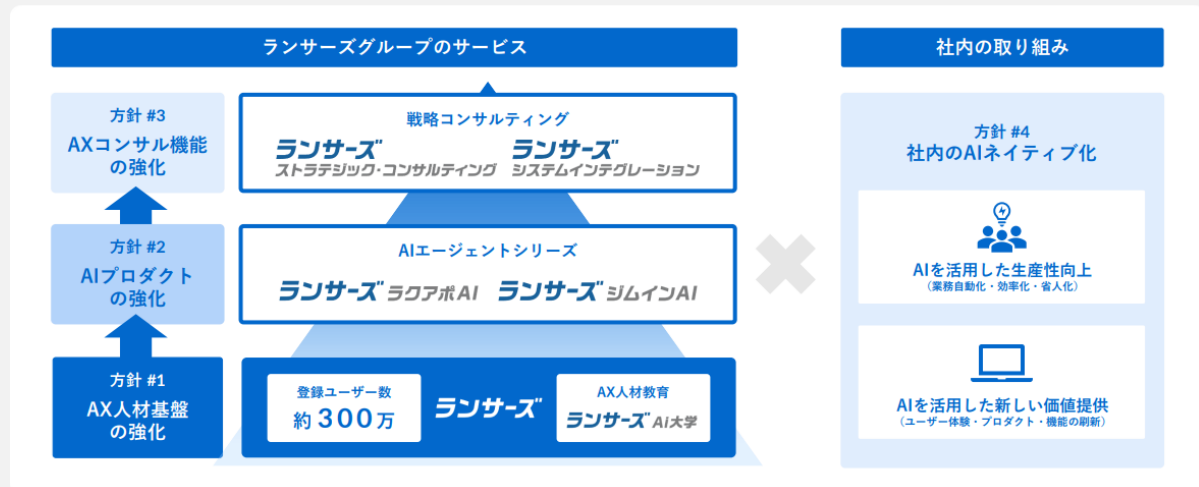 ランサーズグループのサービス
社内の取り組み
方針 #3
AXコンサル機能
の強化
戦略コンサルティング
ランサーズ
ストラテジック・コンサルティング
ランサーズ
システムインテグレーション
方針 #2
AIプロダクト
の強化
AIエージェントシリーズ
ランサーズ ラクアポAI
ランサーズ ジムインAI
方針 #1
AX人材基盤
の強化
登録ユーザー数
約300万
ランサーズ
AX人材教育
ランサーズ AI大学
方針 #4
社内のAIネイティブ化
AIを活用した生産性向上
（業務自動化・効率化・省人化）
AIを活用した新しい価値提供
（ユーザー体験・プロダクト・機能の刷新）